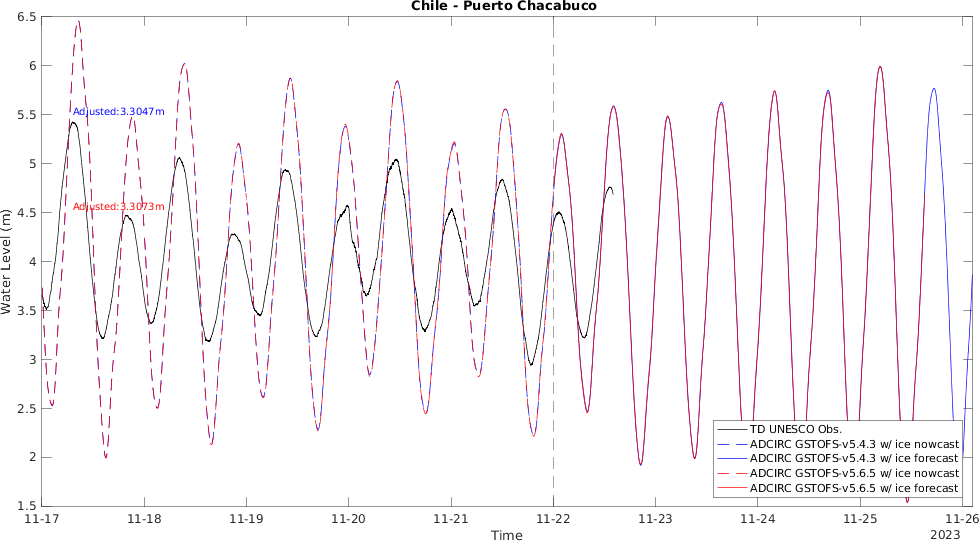 Chile - Puerto Chacabuco
6.5
6
5.5
5
4.5
4
3.5
3
2.5
2
1.5
Water Level (m)
Adjusted:3.3047m
Adjusted:3.3073m
TD UNESCO Obs.
ADCIRC GSTOFS-v5.4.3 w/ ice nowcast
ADCIRC GSTOFS-v5.4.3 w/ ice forecast
ADCIRC GSTOFS-v5.6.5 w/ ice nowcast
ADCIRC GSTOFS-v5.6.5 w/ ice forecast
11-17 11-18 11-19 11-20 11-21 11-22 11-23 11-24 11-25 11-26
Time
2023